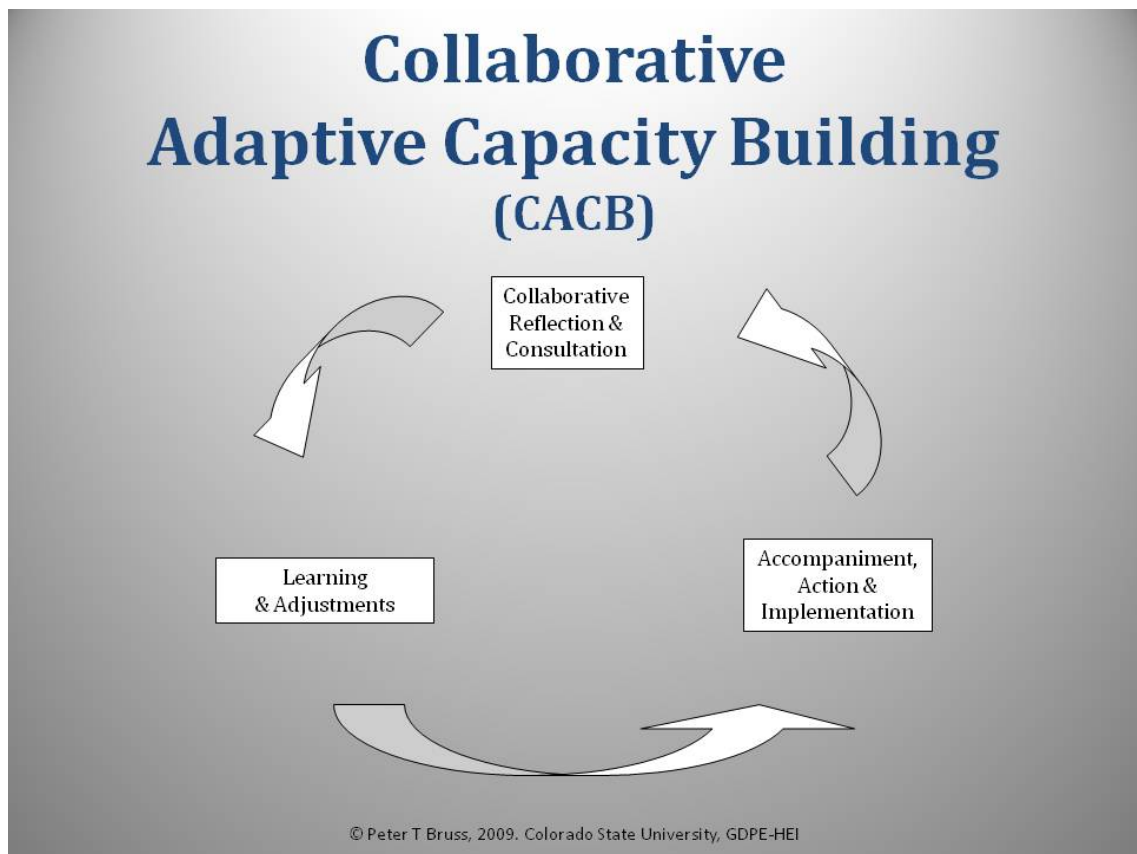 Collaborative
Adaptive Capacity Building
(CACB)
Collaborative
Reflection &
Consultation
Learning
& Adjustments
Accompaniment,
Action &
Implementation
© Peter T Bruss, 2009. Colorado State University, GDPE-HEI